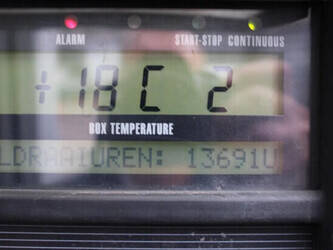 ALARM START-STOP CONTINUOUS
+18C 2
BOX TEMPERATURE
LDRAAIUREN: 13691U